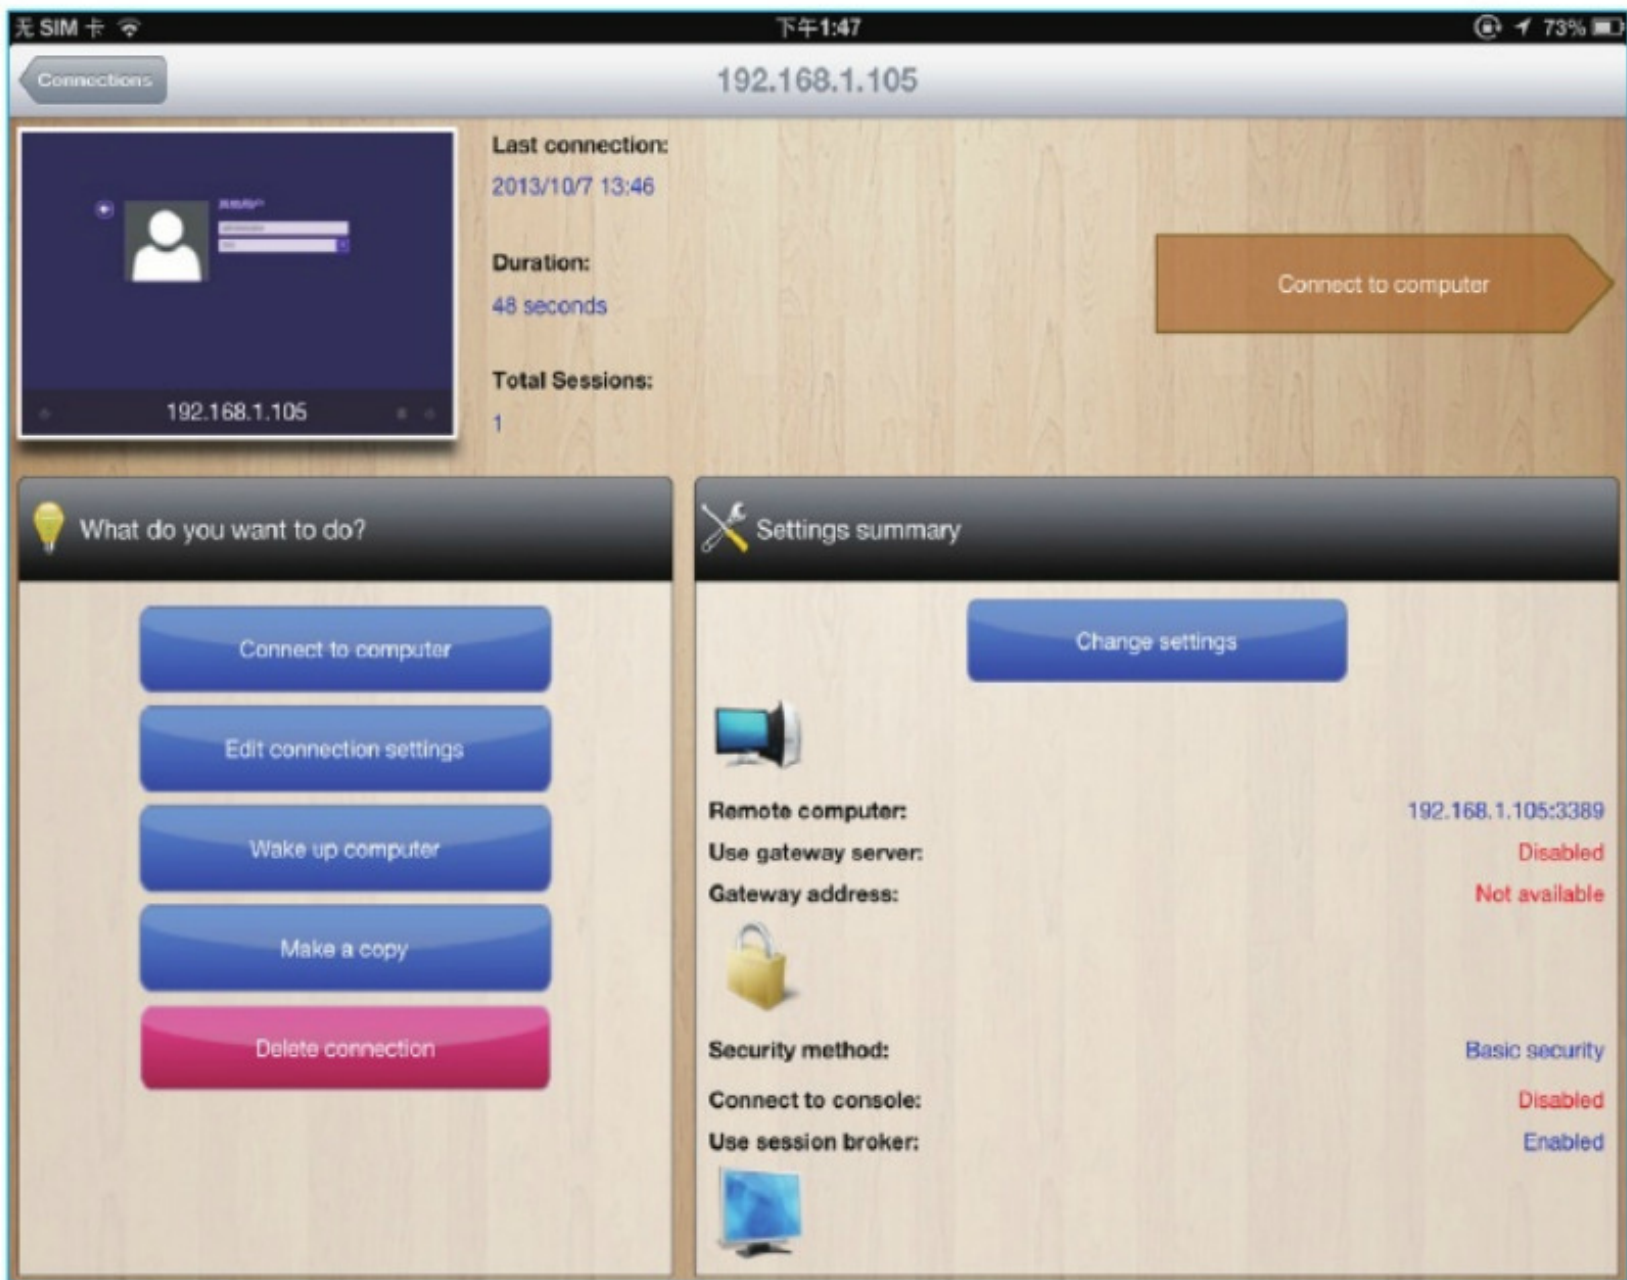 无 SIM 卡 下午1:47 73%
Connections 192.168.1.105
Last connection:
2013/10/7 13:46
Duration:
48 seconds
Total Sessions:
1
192.168.1.105
Connect to computer
What do you want to do?
Connect to computer
Edit connection settings
Wake up computer
Make a copy
Delete connection
Settings summary
Change settings
Remote computer: 192.168.1.105:3389
Use gateway server: Disabled
Gateway address: Not available
Security method: Basic security
Connect to console: Disabled
Use session broker: Enabled